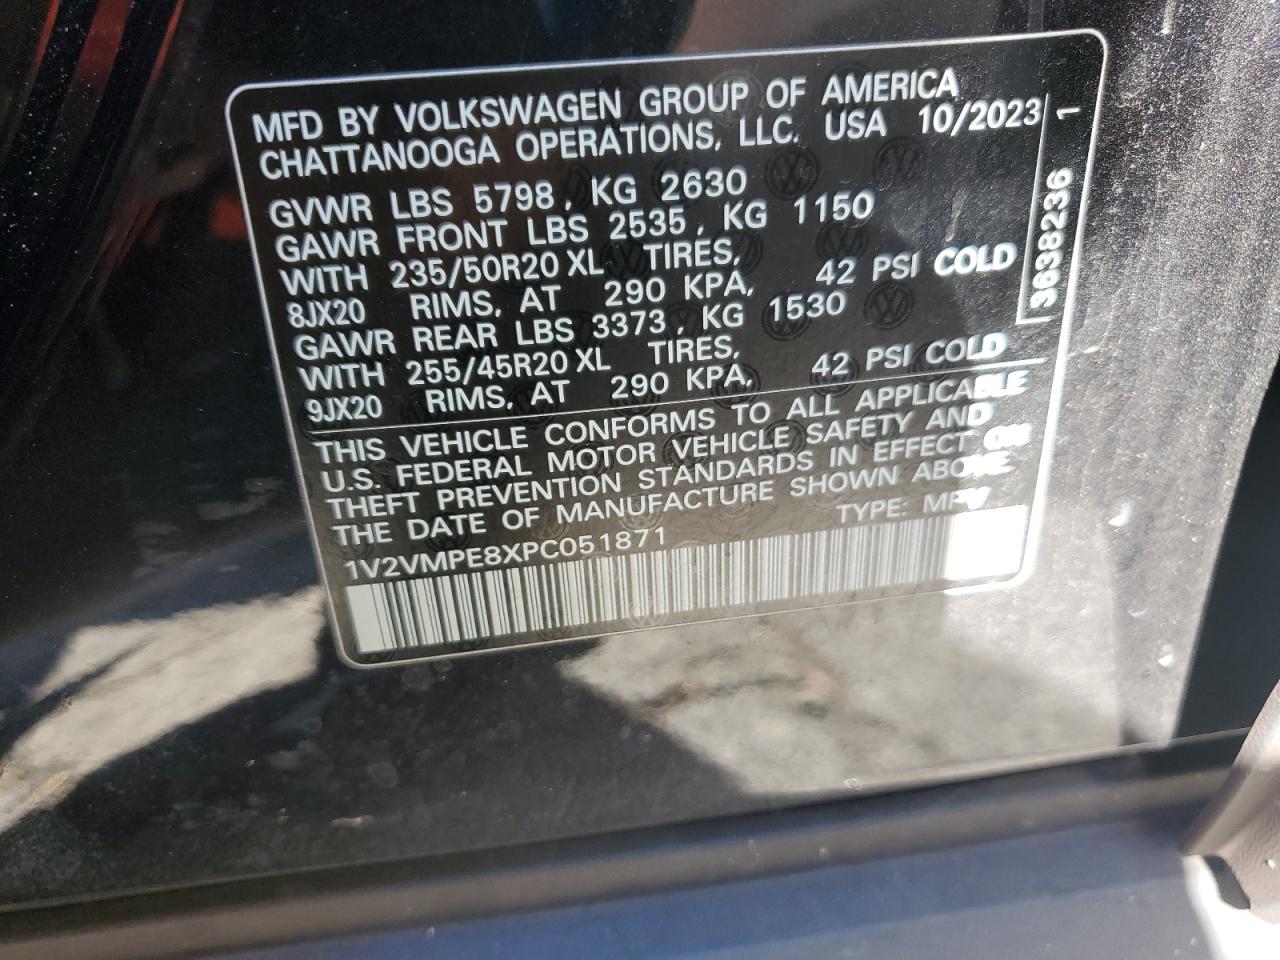 MFD BY VOLKSWAGEN GROUP OF AMERICA
CHATTANOOGA OPERATIONS, LLC. USA 10/2023
GVWR LBS 5798, KG 2630
GAWR FRONT LBS 2535, KG 1150
WITH 235/50R20 XL TIRES,
8JX20 RIMS, AT 290 KPA, 42 PSI COLD
GAWR REAR LBS 3373, KG 1530
WITH 255/45R20 XL TIRES,
9JX20 RIMS, AT 290 KPA, 42 PSI COLD
THIS VEHICLE CONFORMS TO ALL APPLICABLE
U.S. FEDERAL MOTOR VEHICLE SAFETY AND
THEFT PREVENTION STANDARDS IN EFFECT ON
THE DATE OF MANUFACTURE SHOWN ABOVE
TYPE: MPV
1V2VMPE8XPC051871
3638236 1